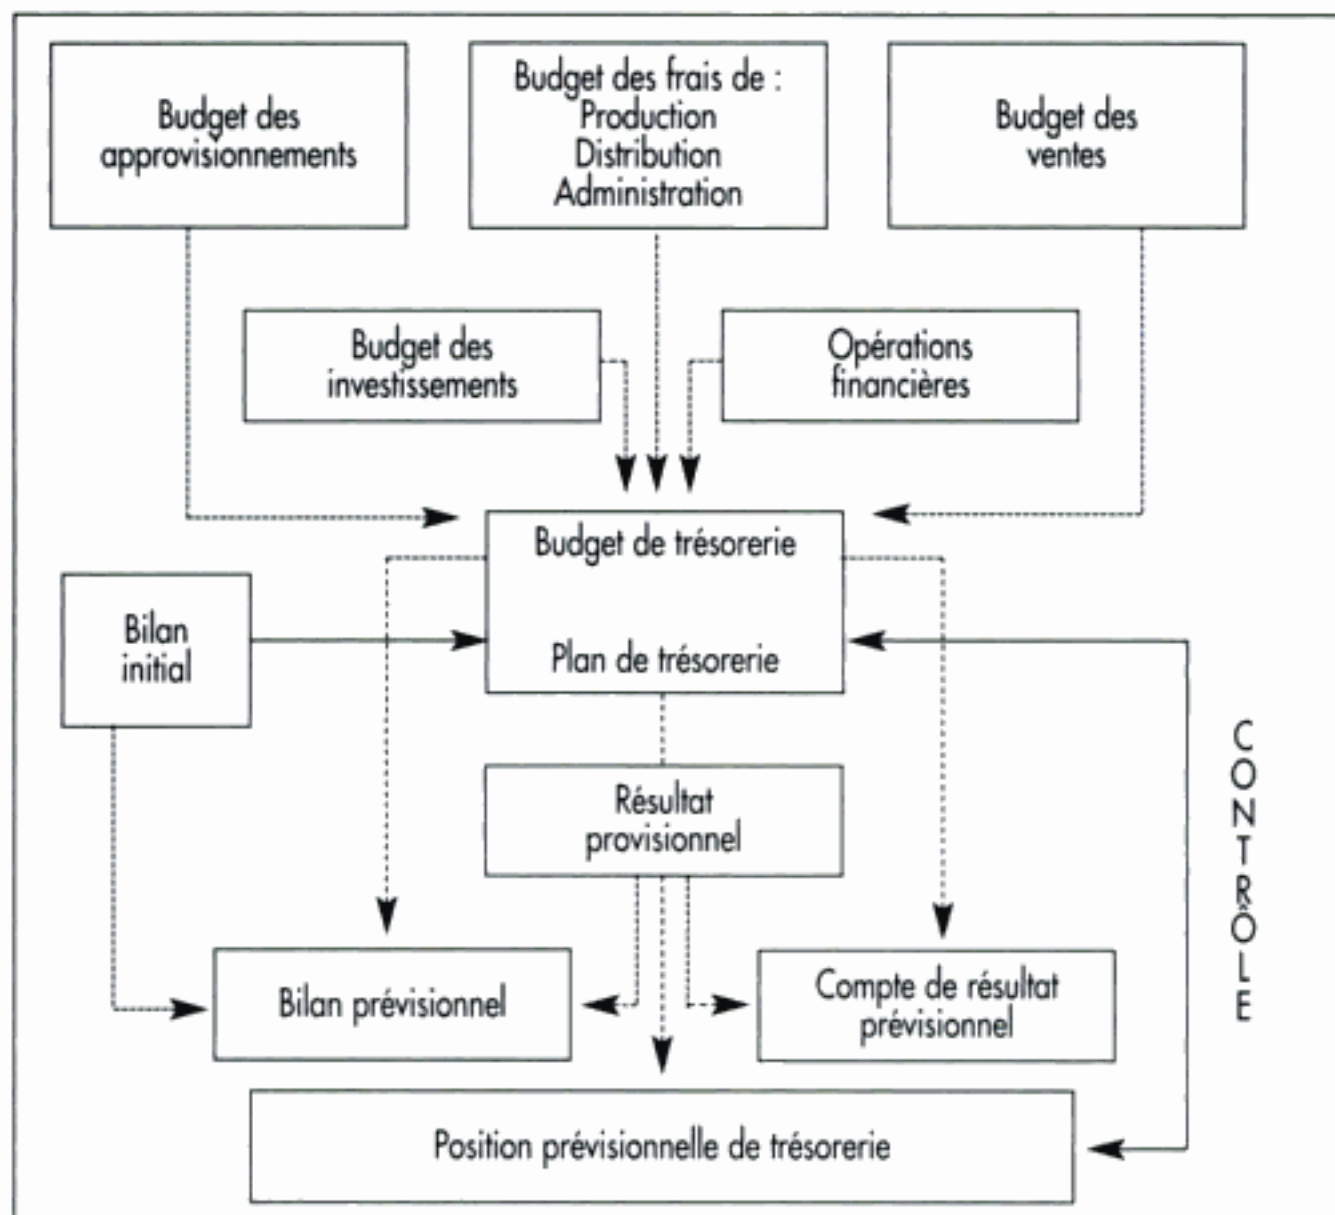 Budget des
approvisionnements
Budget des frais de :
Production
Distribution
Administration
Budget des
ventes
Budget des
investissements
Opérations
financières
Budget de trésorerie
Plan de trésorerie
Bilan
initial
Résultat
provisionnel
CONTRÔLE
Bilan prévisionnel
Compte de résultat
prévisionnel
Position prévisionnelle de trésorerie